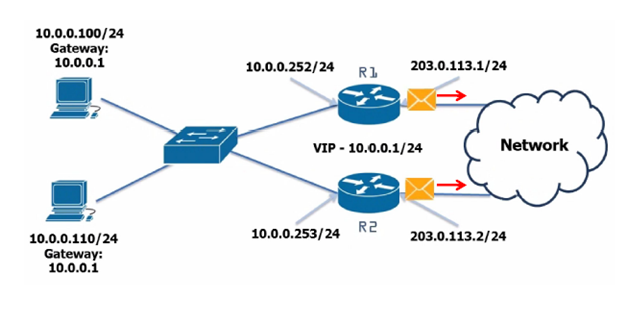 10.0.0.100/24
Gateway:
10.0.0.1
10.0.0.252/24
R1
203.0.113.1/24
VIP - 10.0.0.1/24
Network
10.0.0.110/24
Gateway:
10.0.0.1
10.0.0.253/24
R2
203.0.113.2/24